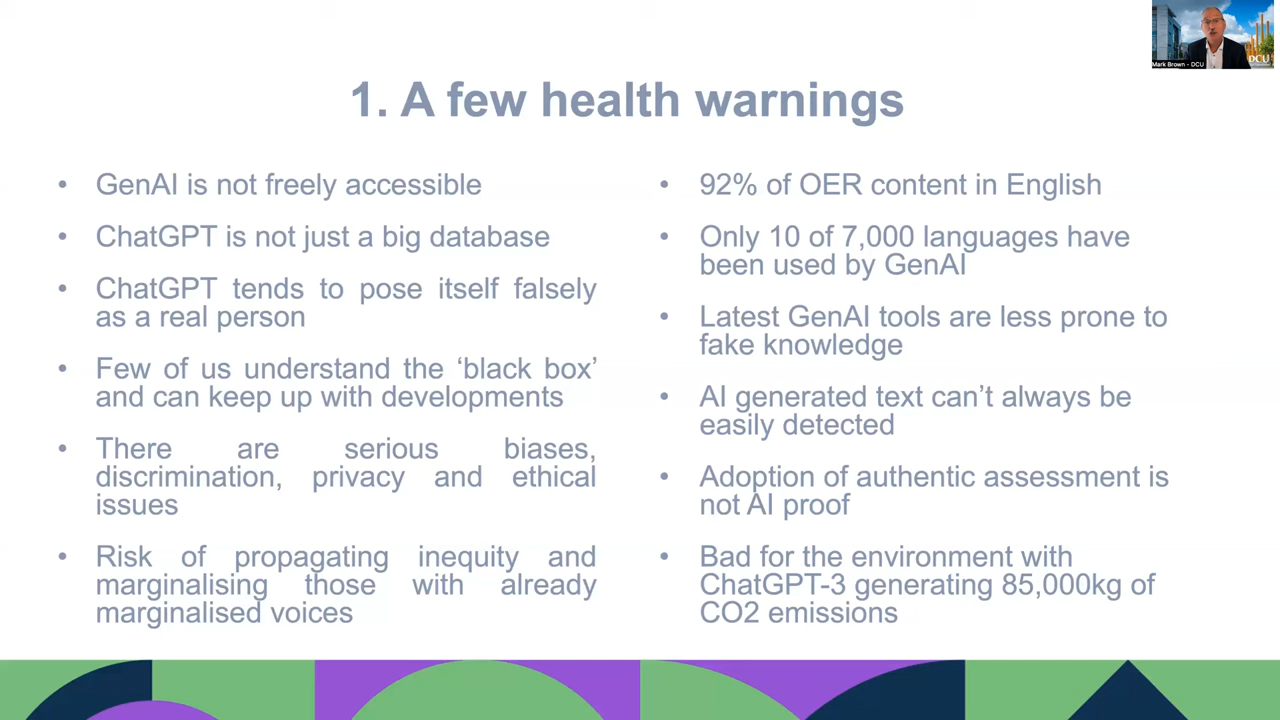 Mark Brown - DCU
DCU
1. A few health warnings
• GenAI is not freely accessible
• ChatGPT is not just a big database
• ChatGPT tends to pose itself falsely
as a real person
• Few of us understand the ‘black box’
and can keep up with developments
• There are serious biases,
discrimination, privacy and ethical
issues
• Risk of propagating inequity and
marginalising those with already
marginalised voices
• 92% of OER content in English
• Only 10 of 7,000 languages have
been used by GenAI
• Latest GenAI tools are less prone to
fake knowledge
• AI generated text can’t always be
easily detected
• Adoption of authentic assessment is
not AI proof
• Bad for the environment with
ChatGPT-3 generating 85,000kg of
CO2 emissions